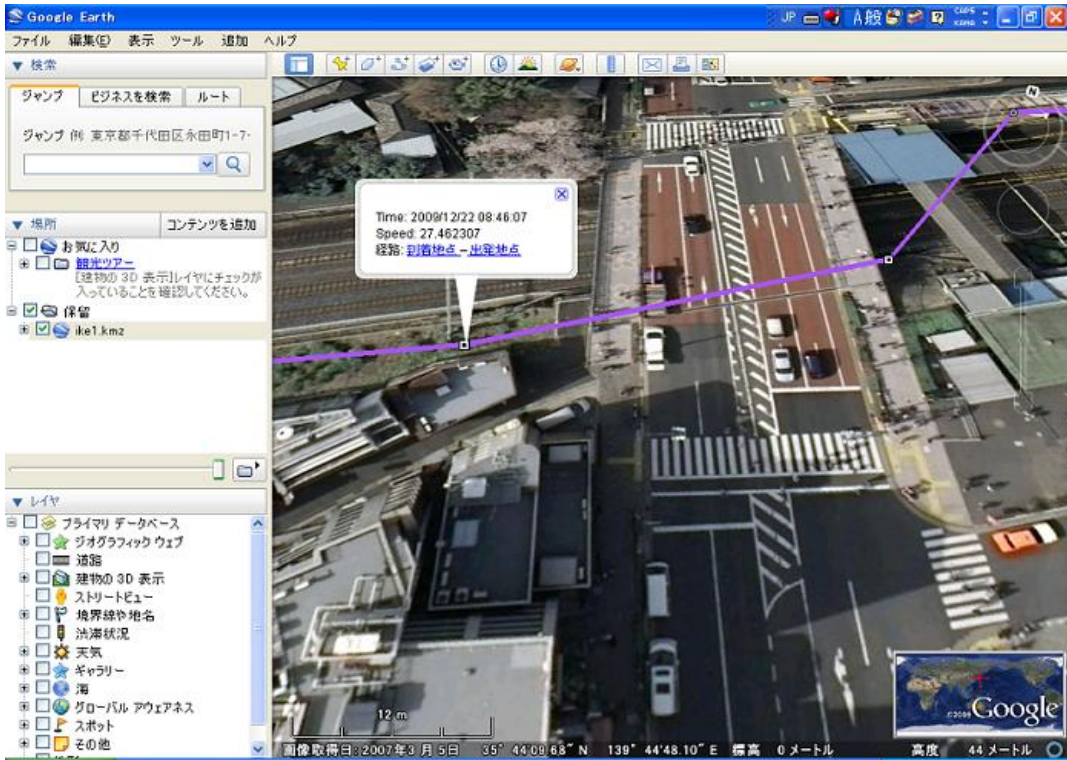 Google Earth
JP
A般
CAPS
KANA
ファイル 編集(E) 表示 ツール 追加 ヘルプ
検索
ジャンプ ビジネスを検索 ルート
ジャンプ 例: 東京都千代田区永田町1-7-
場所
コンテンツを追加
お気に入り
観光ツアー
[建物の 3D 表示]レイヤにチェックが
入っていることを確認してください。
保留
ike1.kmz
レイヤ
プライマリ データベース
ジオグラフィック ウェブ
道路
建物の 3D 表示
ストリートビュー
境界線や地名
渋滞状況
天気
ギャラリー
海
グローバル アウェアネス
スポット
その他
N
Time: 2009/12/22 08:46:07
Speed: 27.462307
経路: 到着地点 – 出発地点
12 m
©2009 Google
画像取得日:2007年3 月 5日 35° 44'09.68" N 139° 44'48.10" E 標高 0 メートル 高度 44 メートル